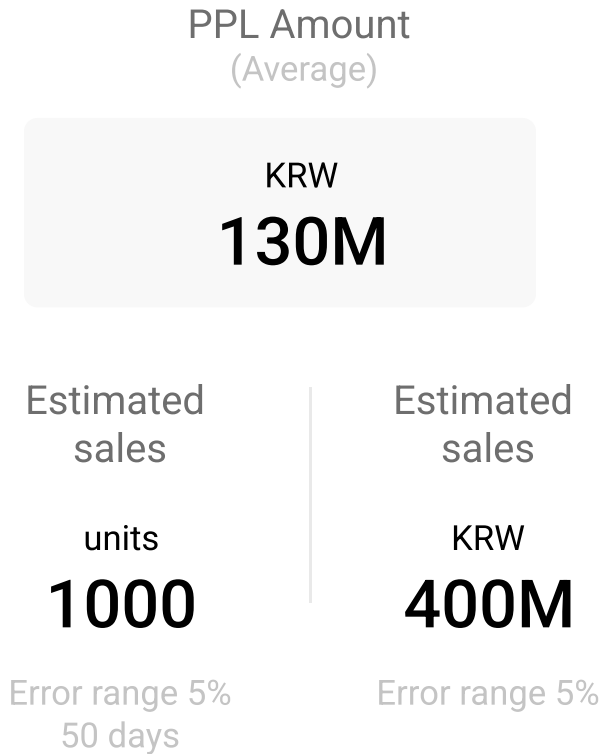 PPL Amount
(Average)
KRW
130M
Estimated
sales
units
1000
Error range 5%
50 days
Estimated
sales
KRW
400M
Error range 5%